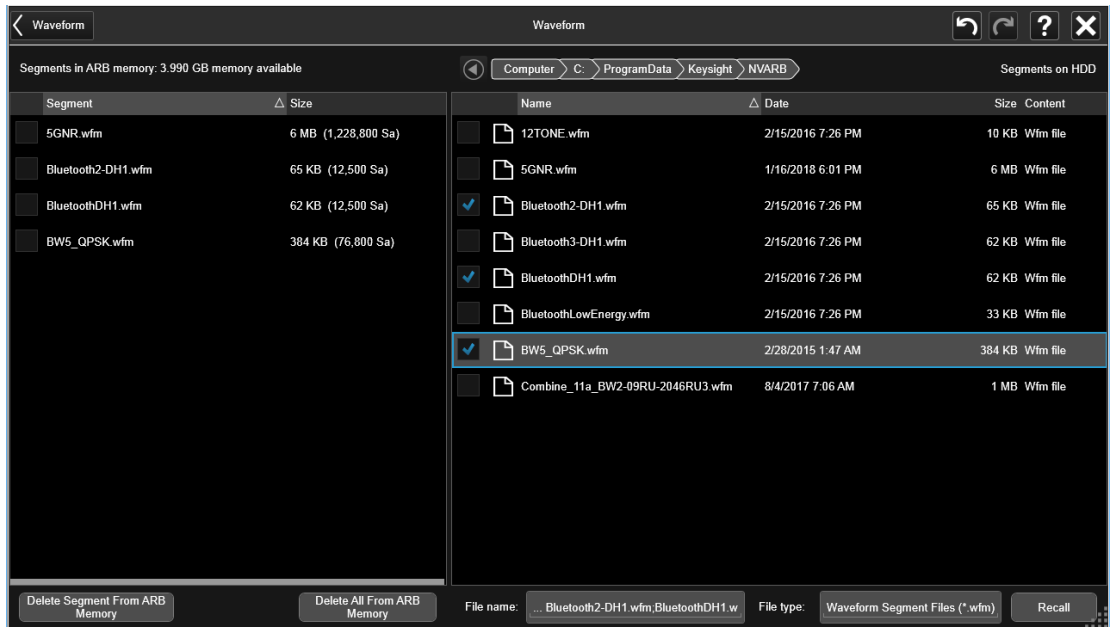 Waveform Waveform ?
Segments in ARB memory: 3.990 GB memory available Computer C: ProgramData Keysight NVARB Segments on HDD
Segment Size Name Date Size Content
5GNR.wfm 6 MB (1,228,800 Sa) 12TONE.wfm 2/15/2016 7:26 PM 10 KB Wfm file
Bluetooth2-DH1.wfm 65 KB (12,500 Sa) 5GNR.wfm 1/16/2018 6:01 PM 6 MB Wfm file
BluetoothDH1.wfm 62 KB (12,500 Sa) Bluetooth2-DH1.wfm 2/15/2016 7:26 PM 65 KB Wfm file
BW5_QPSK.wfm 384 KB (76,800 Sa) Bluetooth3-DH1.wfm 2/15/2016 7:26 PM 62 KB Wfm file
BluetoothDH1.wfm 2/15/2016 7:26 PM 62 KB Wfm file
BluetoothLowEnergy.wfm 2/15/2016 7:26 PM 33 KB Wfm file
BW5_QPSK.wfm 2/28/2015 1:47 AM 384 KB Wfm file
Combine_11a_BW2-09RU-2046RU3.wfm 8/4/2017 7:06 AM 1 MB Wfm file
Delete Segment From ARB
Memory
Delete All From ARB
Memory
File name: ... Bluetooth2-DH1.wfm;BluetoothDH1.w File type: Waveform Segment Files (*.wfm) Recall